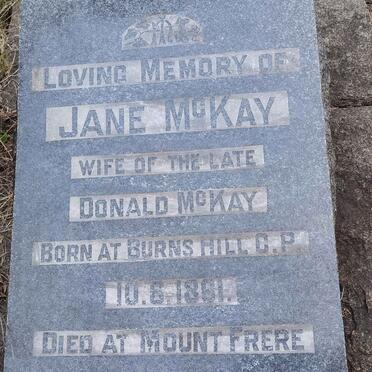 LOVING MEMORY OF
JANE McKAY
WIFE OF THE LATE
DONALD McKAY
BORN AT BURNS HILL C.P.
10.6.1861.
DIED AT MOUNT FRERE